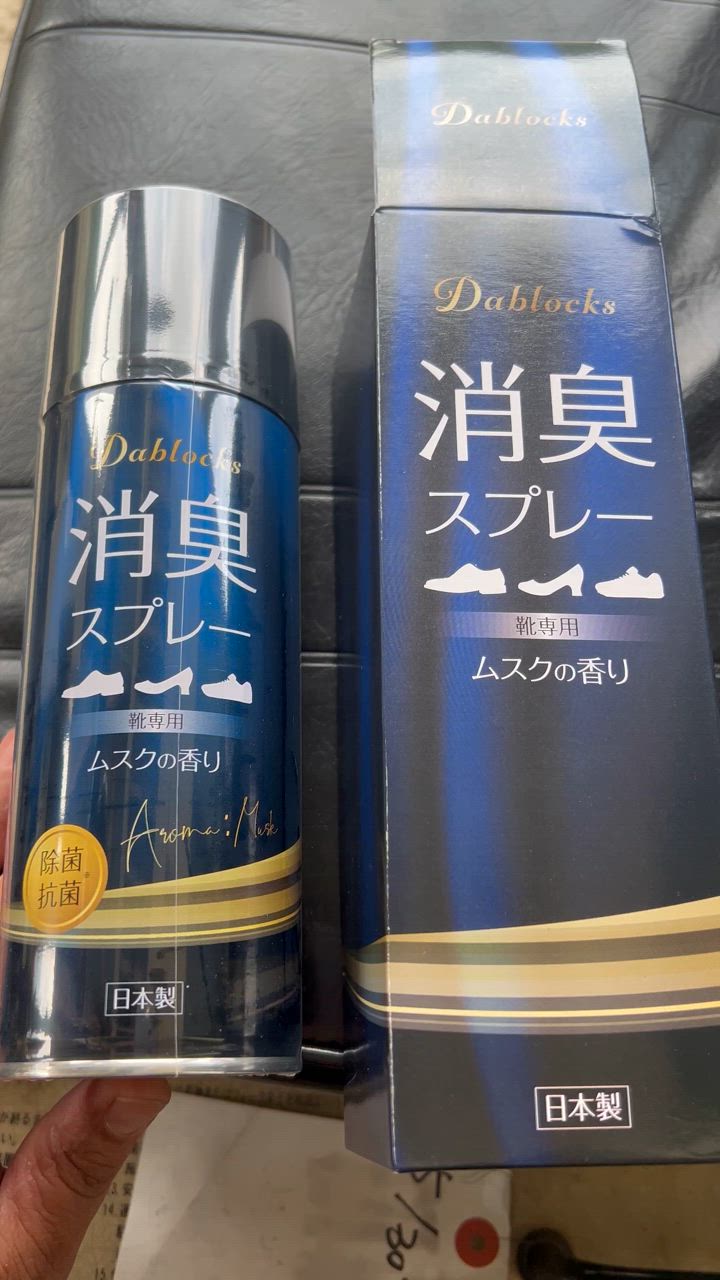 Dablocks
消臭
スプレー
靴専用
ムスクの香り
Aroma: Musk
除菌
抗菌※
日本製
Dablocks
Dablocks
消臭
スプレー
靴専用
ムスクの香り
日本製